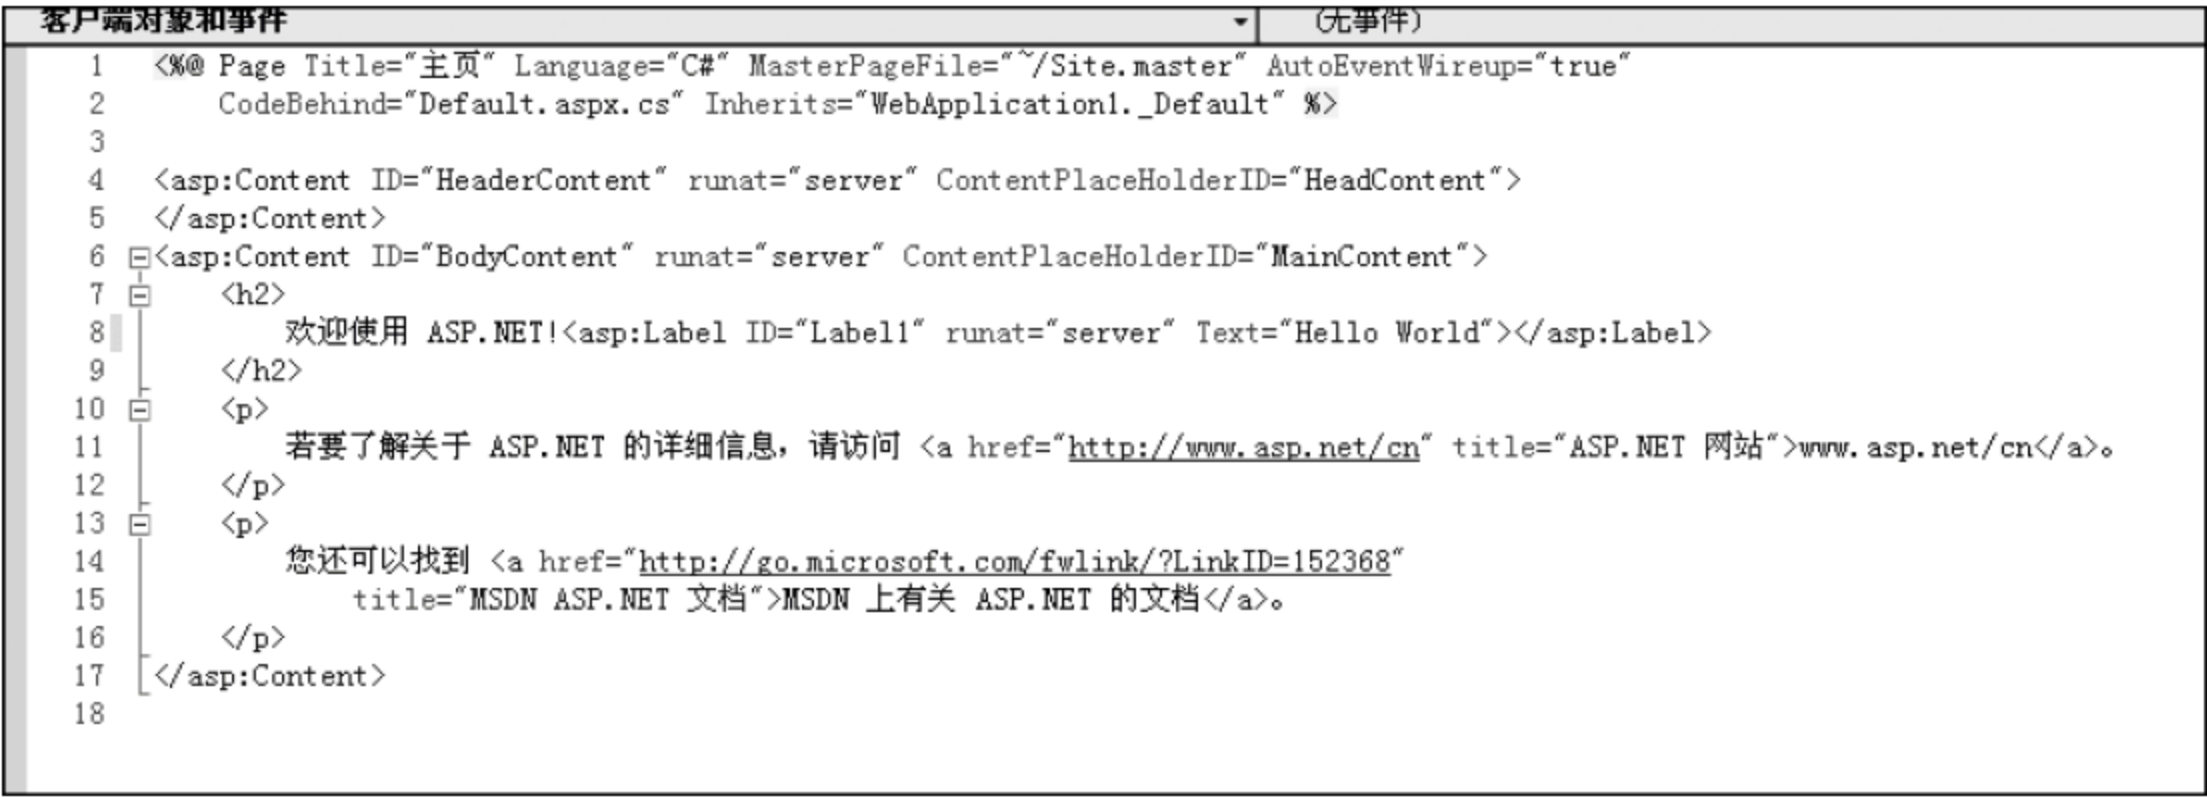 客户端对象和事件 (无事件)
1 <%@ Page Title="主页" Language="C#" MasterPageFile="~/Site.master" AutoEventWireup="true"
2 CodeBehind="Default.aspx.cs" Inherits="WebApplication1._Default" %>
3
4 <asp:Content ID="HeaderContent" runat="server" ContentPlaceHolderID="HeadContent">
5 </asp:Content>
6 <asp:Content ID="BodyContent" runat="server" ContentPlaceHolderID="MainContent">
7 <h2>
8 欢迎使用 ASP.NET!<asp:Label ID="Label1" runat="server" Text="Hello World"></asp:Label>
9 </h2>
10 <p>
11 若要了解关于 ASP.NET 的详细信息，请访问 <a href="http://www.asp.net/cn" title="ASP.NET 网站">www.asp.net/cn</a>。
12 </p>
13 <p>
14 您还可以找到 <a href="http://go.microsoft.com/fwlink/?LinkID=152368"
15 title="MSDN ASP.NET 文档">MSDN 上有关 ASP.NET 的文档</a>。
16 </p>
17 </asp:Content>
18